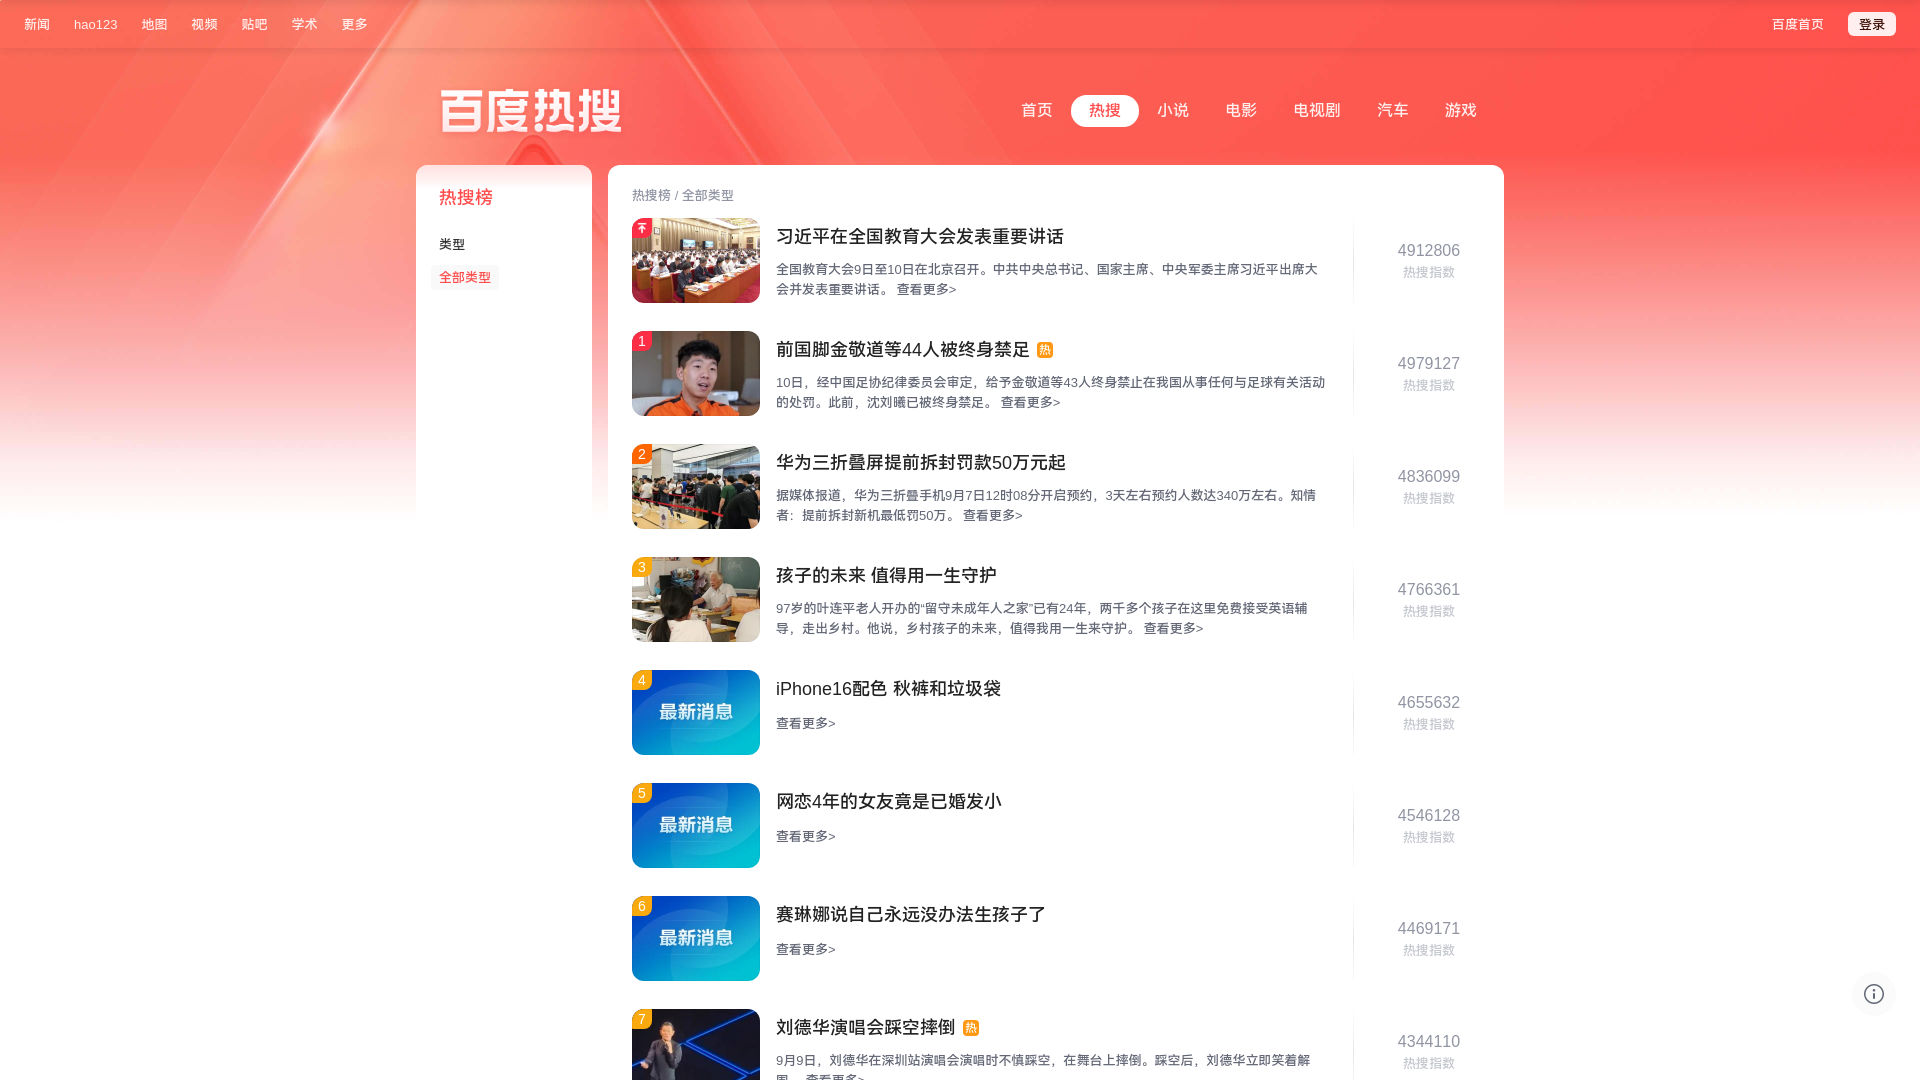 新闻 hao123 地图 视频 贴吧 学术 更多 百度首页 登录
百度热搜
首页 热搜 小说 电影 电视剧 汽车 游戏
热搜榜
类型
全部类型
热搜榜 / 全部类型
习近平在全国教育大会发表重要讲话
全国教育大会9日至10日在北京召开。中共中央总书记、国家主席、中央军委主席习近平出席大
会并发表重要讲话。 查看更多>
4912806
热搜指数
1
前国脚金敬道等44人被终身禁足 热
10日，经中国足协纪律委员会审定，给予金敬道等43人终身禁止在我国从事任何与足球有关活动
的处罚。此前，沈刘曦已被终身禁足。 查看更多>
4979127
热搜指数
2
华为三折叠屏提前拆封罚款50万元起
据媒体报道，华为三折叠手机9月7日12时08分开启预约，3天左右预约人数达340万左右。知情
者：提前拆封新机最低罚50万。 查看更多>
4836099
热搜指数
3
孩子的未来 值得用一生守护
97岁的叶连平老人开办的“留守未成年人之家”已有24年，两千多个孩子在这里免费接受英语辅
导，走出乡村。他说，乡村孩子的未来，值得我用一生来守护。 查看更多>
4766361
热搜指数
4
最新消息
iPhone16配色 秋裤和垃圾袋
查看更多>
4655632
热搜指数
5
最新消息
网恋4年的女友竟是已婚发小
查看更多>
4546128
热搜指数
6
最新消息
赛琳娜说自己永远没办法生孩子了
查看更多>
4469171
热搜指数
7
刘德华演唱会踩空摔倒 热
9月9日，刘德华在深圳站演唱会演唱时不慎踩空，在舞台上摔倒。踩空后，刘德华立即笑着解
围。 查看更多>
4344110
热搜指数